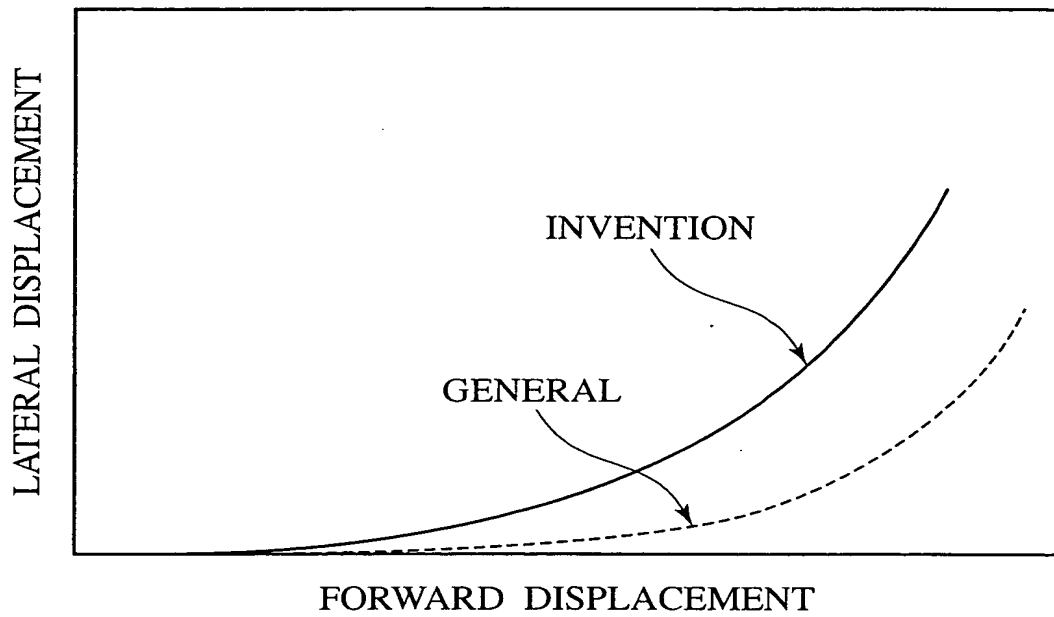 LATERAL DISPLACEMENT
INVENTION
GENERAL
FORWARD DISPLACEMENT